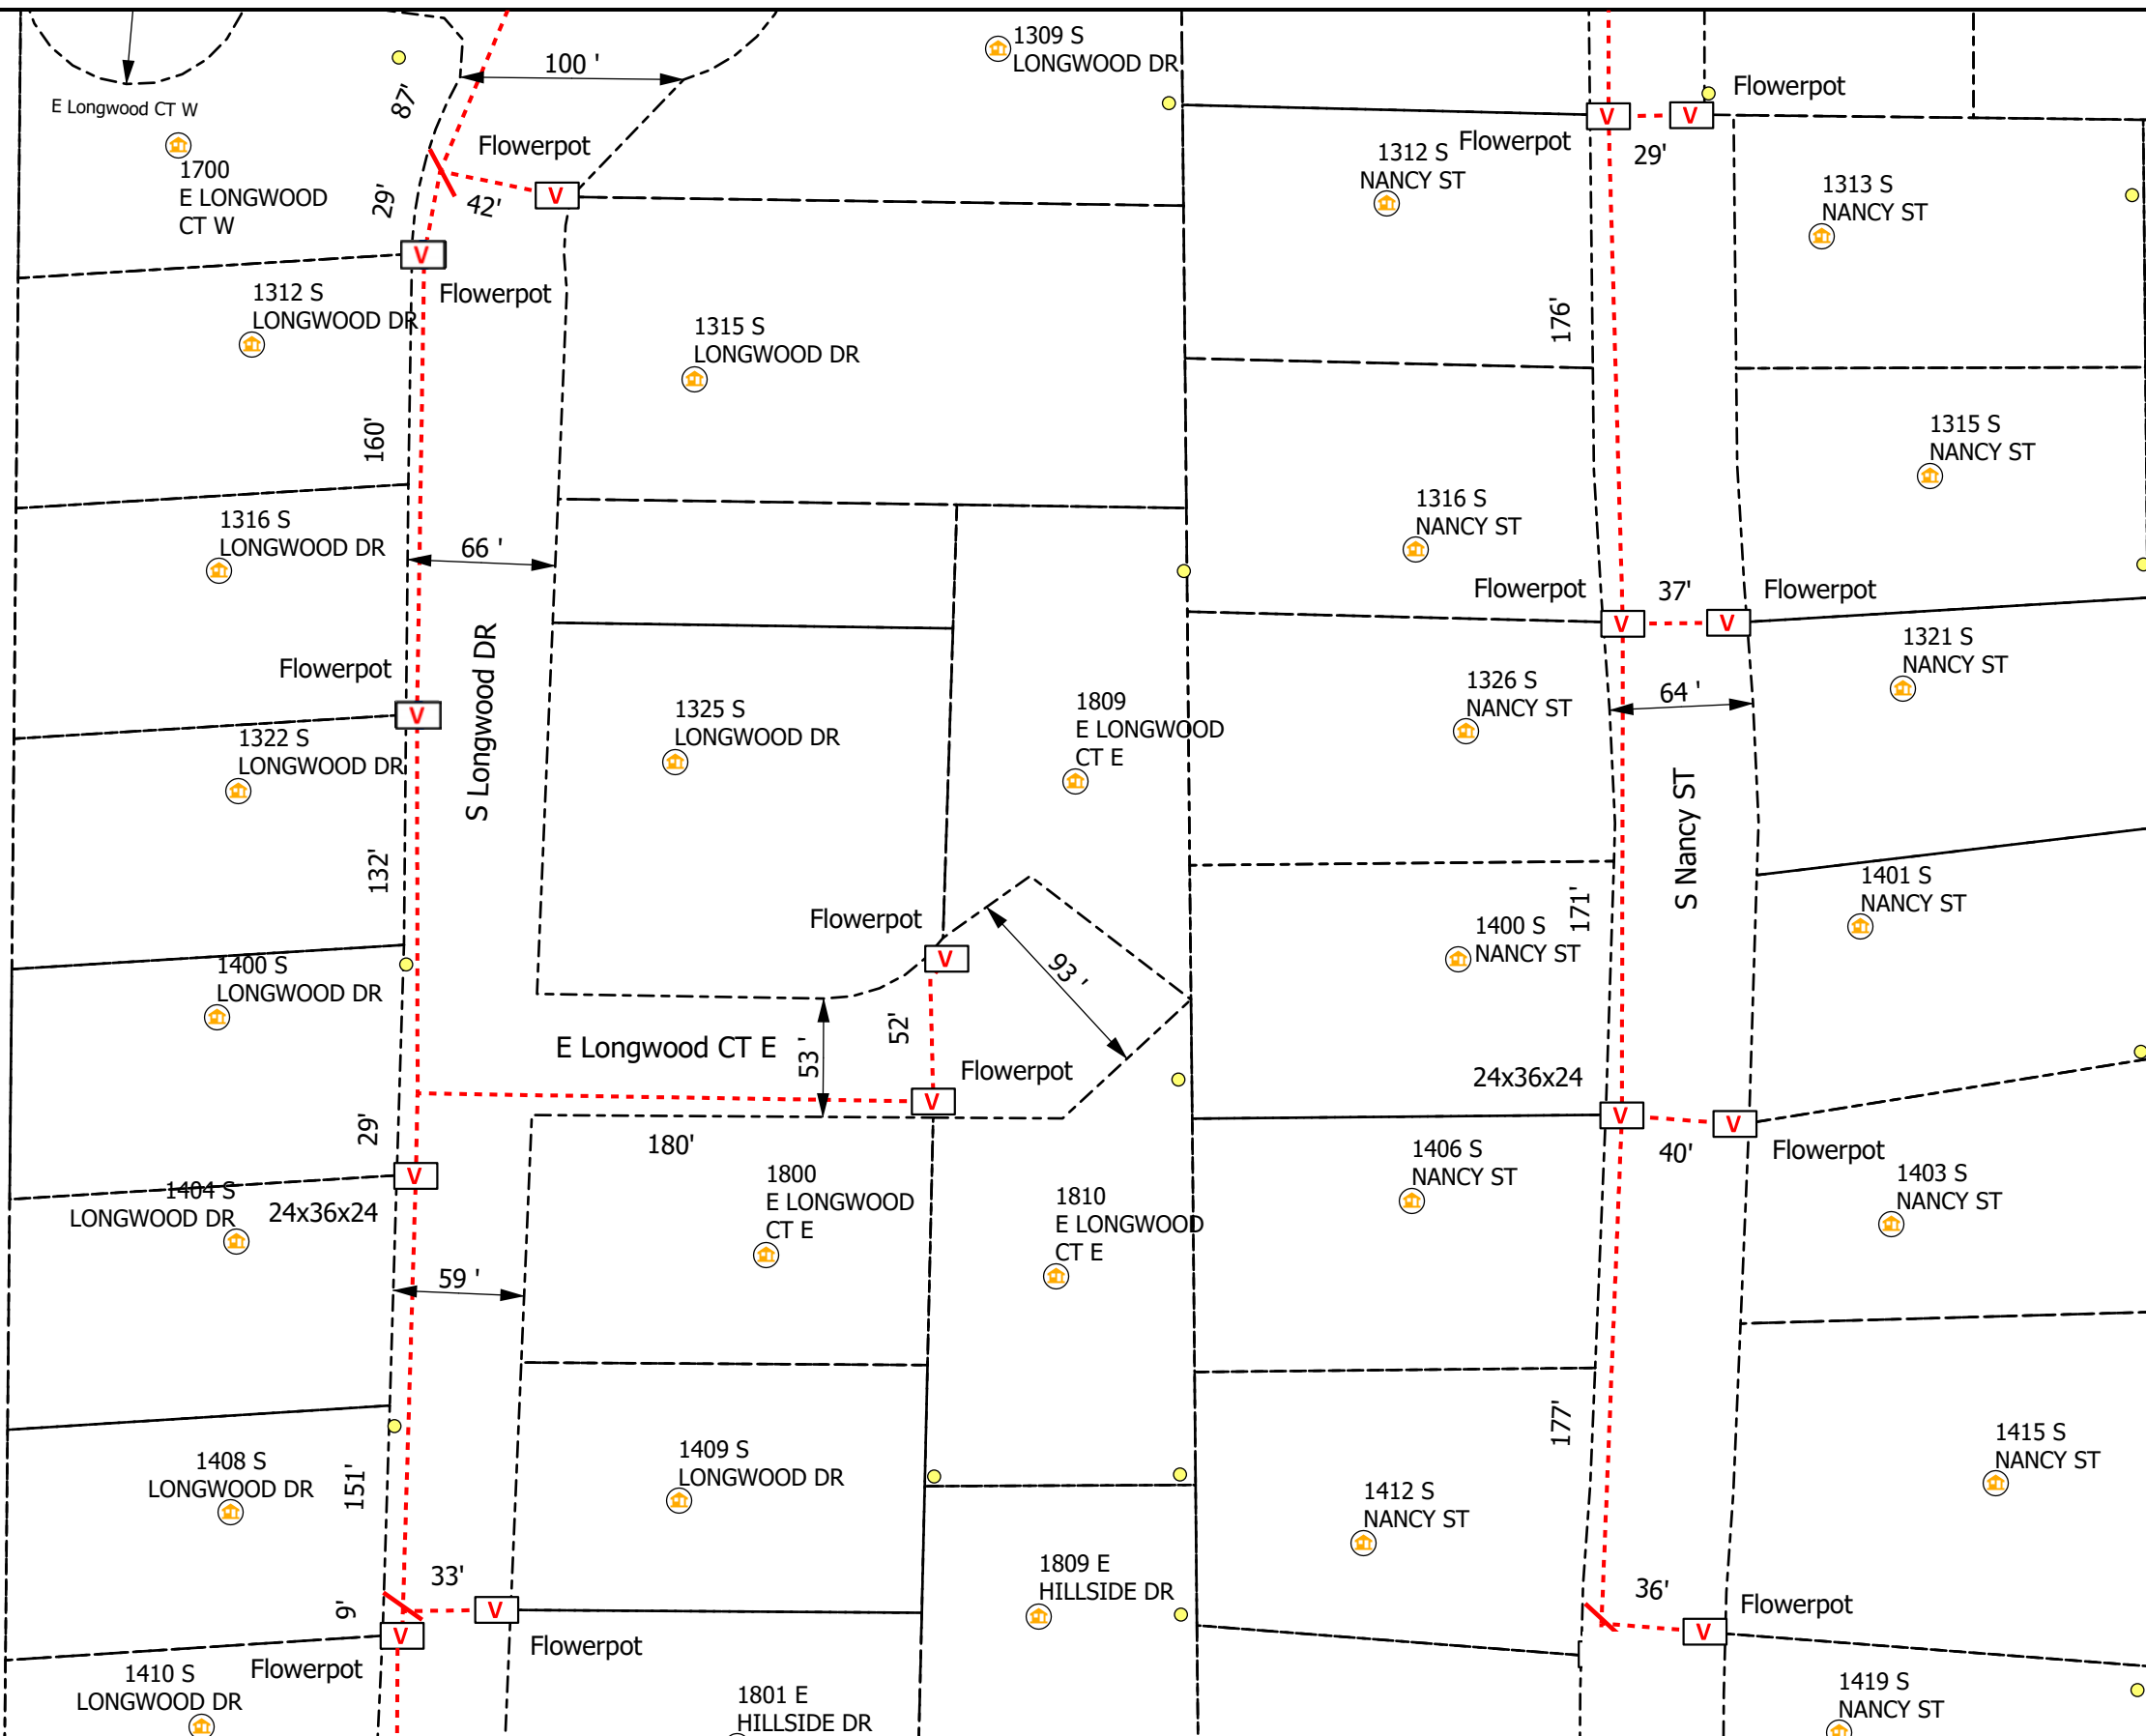 1309 S
LONGWOOD DR
100 '
87'
E Longwood CT W
Flowerpot
Flowerpot
V
V
29'
1312 S
NANCY ST
Flowerpot
V
42'
29'
1700
E LONGWOOD
CT W
1313 S
NANCY ST
V
Flowerpot
1312 S
LONGWOOD DR
1315 S
LONGWOOD DR
176'
160'
1315 S
NANCY ST
1316 S
LONGWOOD DR
66 '
1316 S
NANCY ST
Flowerpot
37'
Flowerpot
V
V
S Longwood DR
Flowerpot
V
1321 S
NANCY ST
1326 S
NANCY ST
64 '
1322 S
LONGWOOD DR
1325 S
LONGWOOD DR
1809
E LONGWOOD
CT E
S Nancy ST
132'
171'
1401 S
NANCY ST
Flowerpot
V
1400 S
NANCY ST
1400 S
LONGWOOD DR
93 '
E Longwood CT E
53 '
52'
Flowerpot
V
24x36x24
V
V
40'
Flowerpot
29'
180'
V
1404 S
LONGWOOD DR
24x36x24
1800
E LONGWOOD
CT E
1810
E LONGWOOD
CT E
1406 S
NANCY ST
1403 S
NANCY ST
59 '
177'
1408 S
LONGWOOD DR
151'
1409 S
LONGWOOD DR
1412 S
NANCY ST
1415 S
NANCY ST
33'
V
9'
V
Flowerpot
Flowerpot
1809 E
HILLSIDE DR
36'
V
Flowerpot
1410 S
LONGWOOD DR
1801 E
HILLSIDE DR
1419 S
NANCY ST